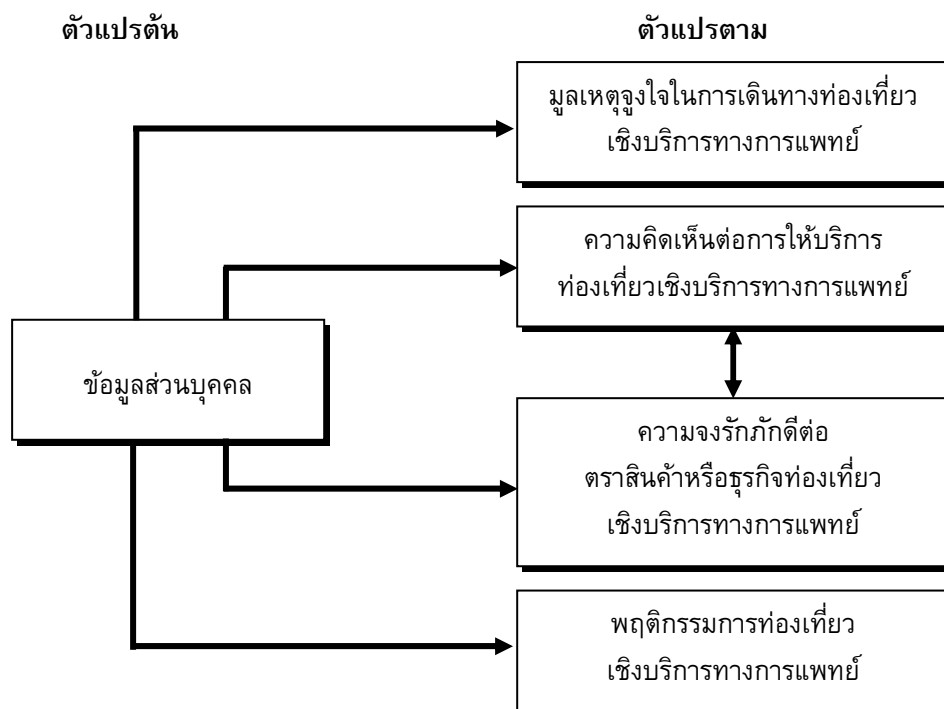 ตัวแปรต้น
ตัวแปรตาม
มูลเหตุจูงใจในการเดินทางท่องเที่ยว
เชิงบริการทางการแพทย์
ความคิดเห็นต่อการให้บริการ
ท่องเที่ยวเชิงบริการทางการแพทย์
ข้อมูลส่วนบุคคล
ความจงรักภักดีต่อ
ตราสินค้าหรือธุรกิจท่องเที่ยว
เชิงบริการทางการแพทย์
พฤติกรรมการท่องเที่ยว
เชิงบริการทางการแพทย์